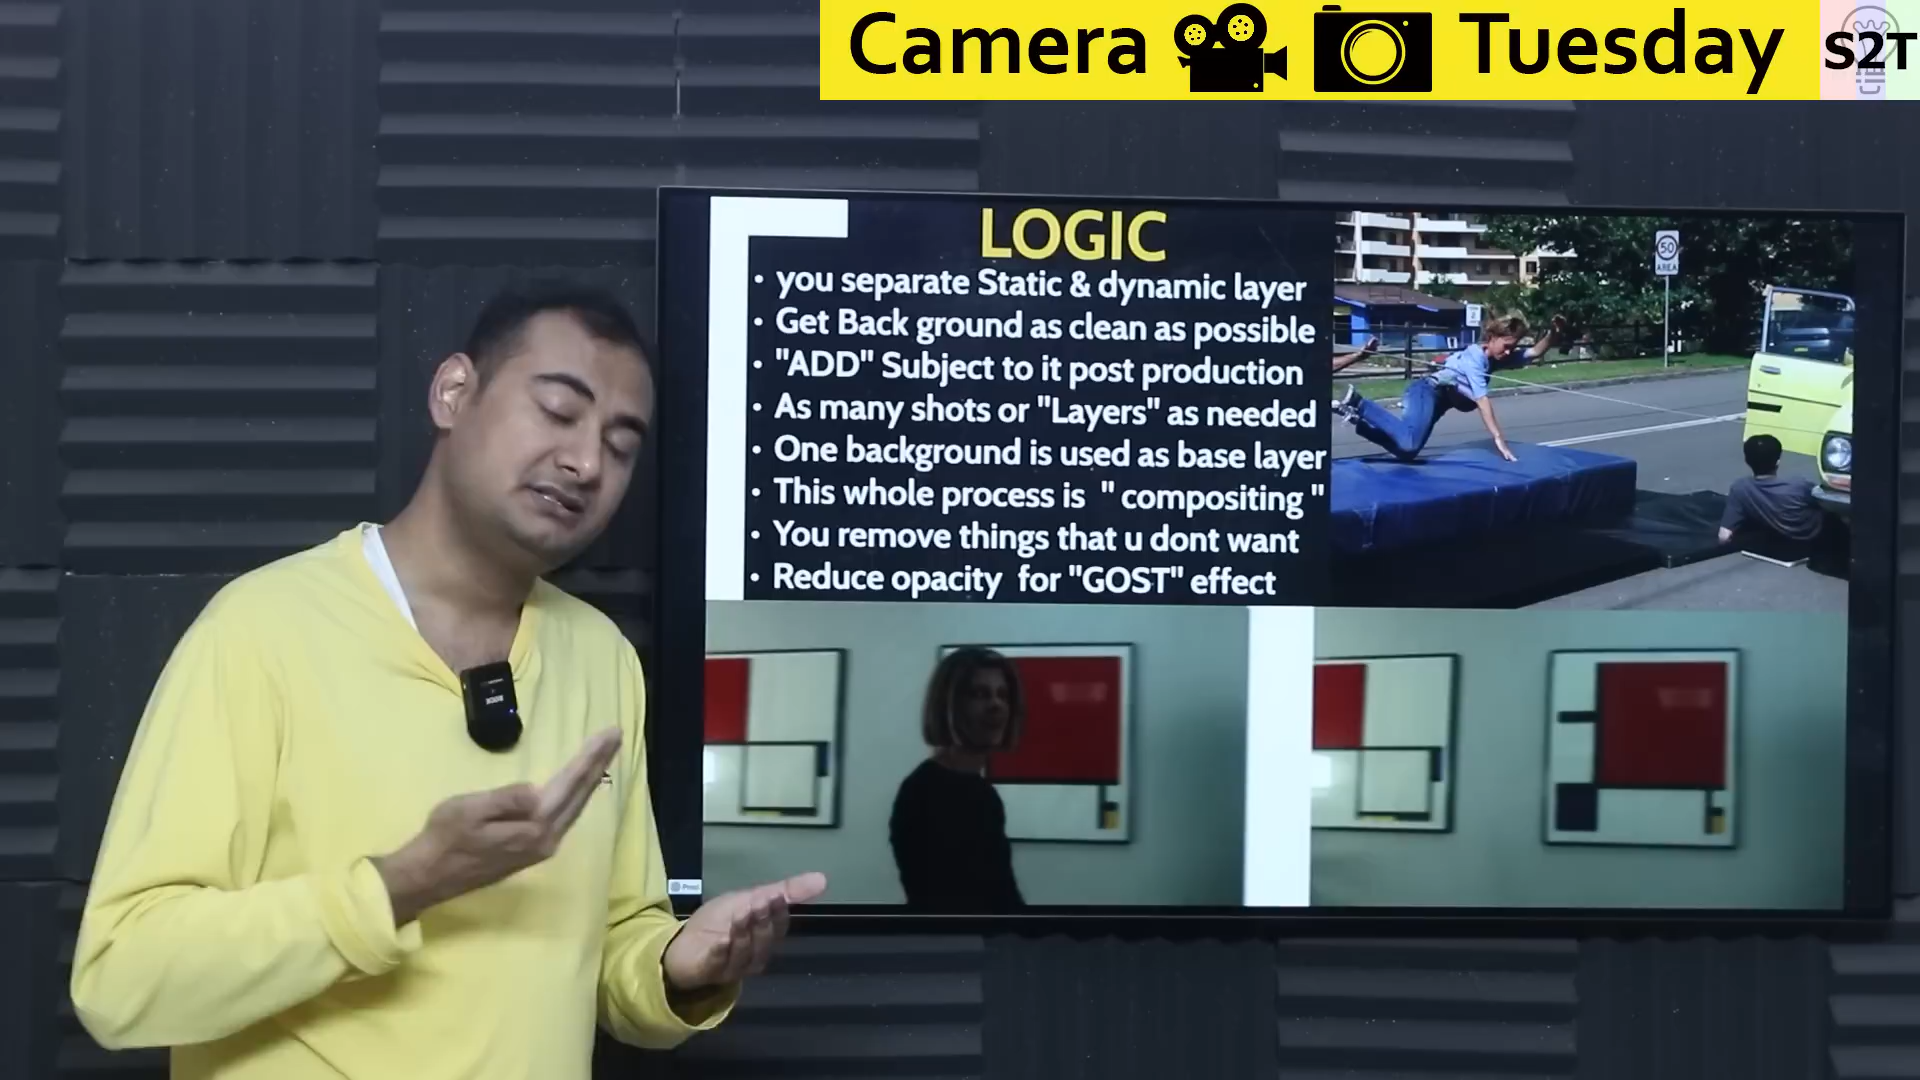 Camera Tuesday S2T
LOGIC
• you separate Static & dynamic layer
• Get Back ground as clean as possible
• "ADD" Subject to it post production
• As many shots or "Layers" as needed
• One background is used as base layer
• This whole process is " compositing "
• You remove things that u dont want
• Reduce opacity for "GOST" effect
50
AREA